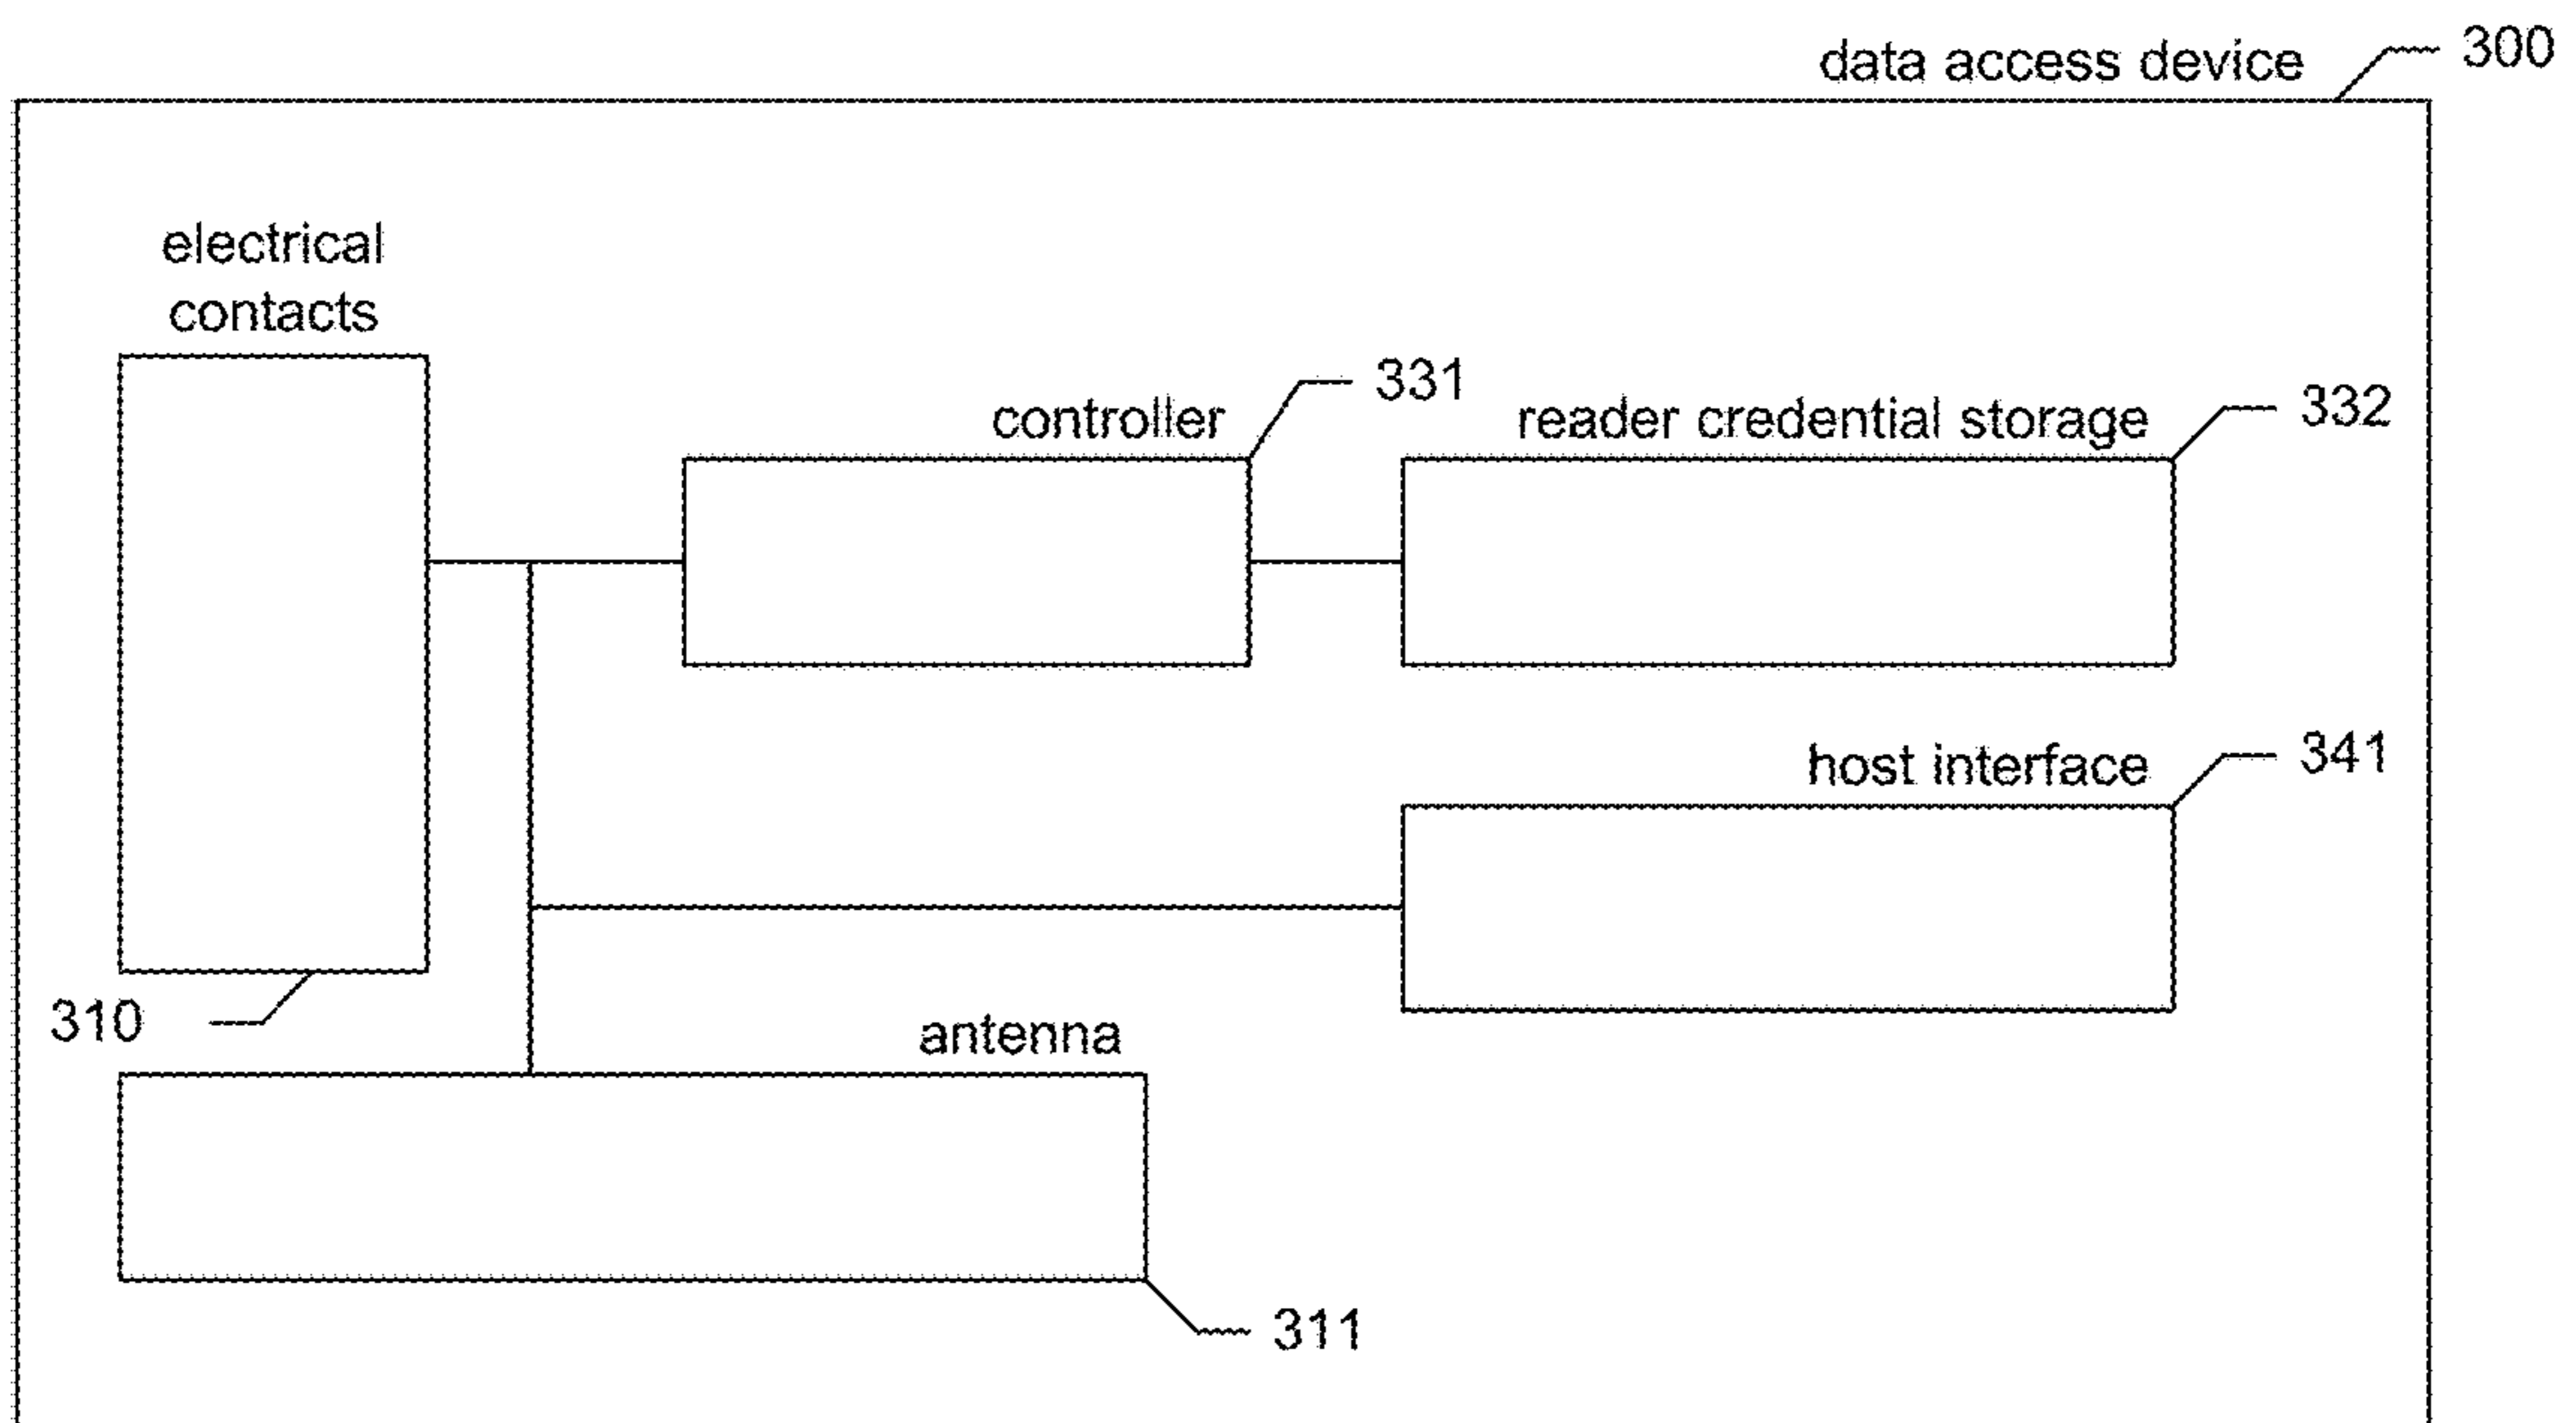 data access device 300
electrical
contacts
controller 331
reader credential storage 332
host interface 341
310
antenna
311